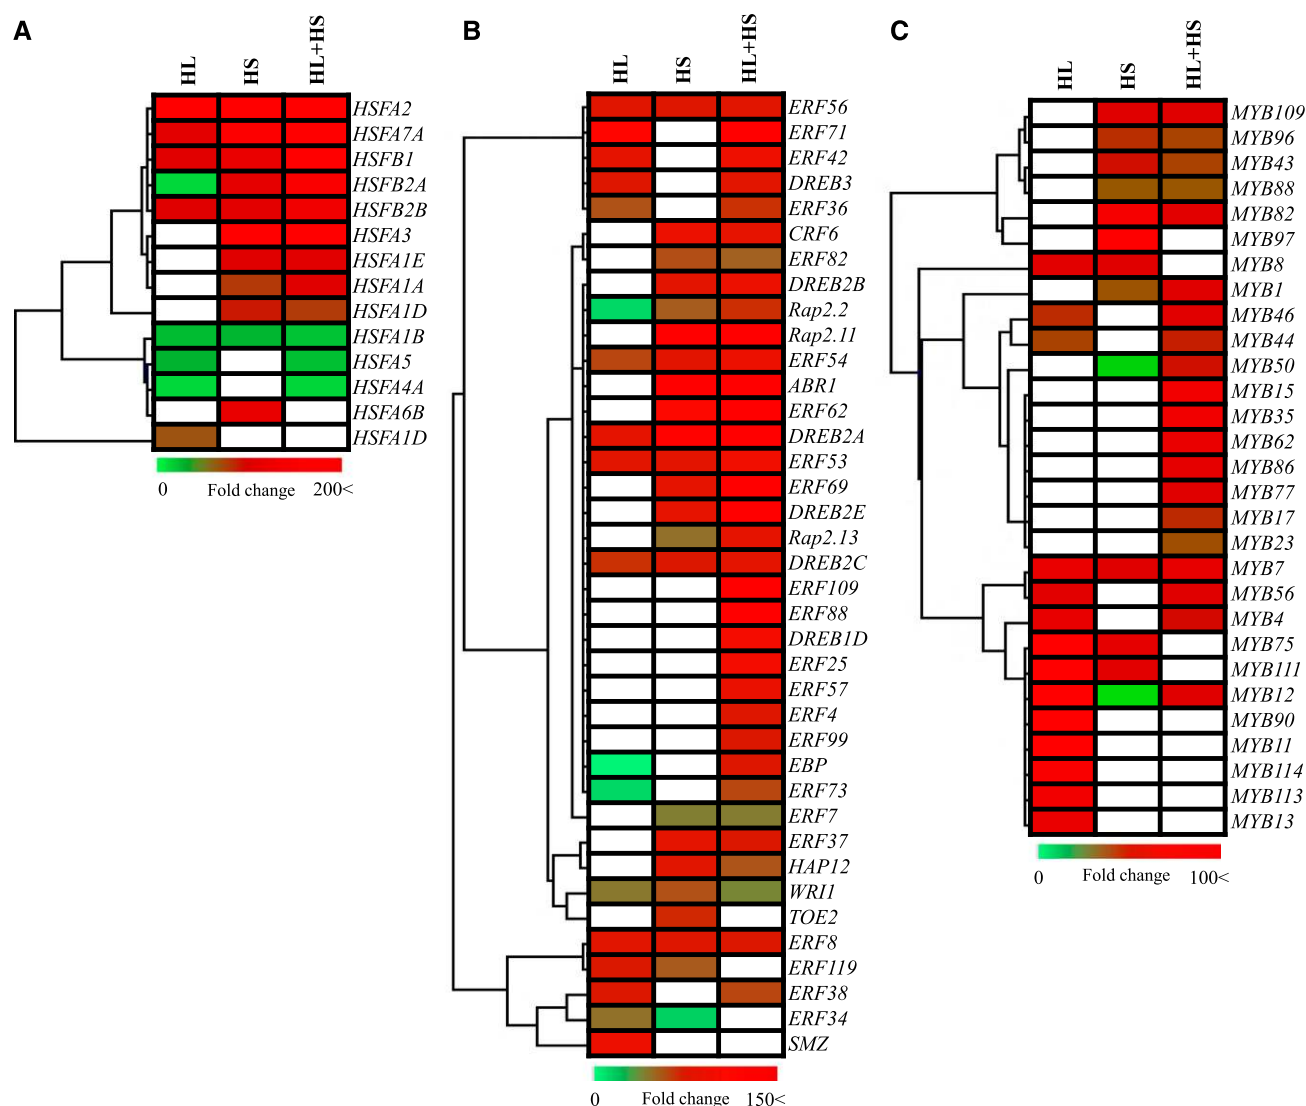 A
HL
HS
HL+HS
HSFA2
HSFA7A
HSFB1
HSFB2A
HSFB2B
HSFA3
HSFA1E
HSFA1A
HSFA1D
HSFA1B
HSFA5
HSFA4A
HSFA6B
HSFA1D
0 Fold change 200<
B
HL
HS
HL+HS
ERF56
ERF71
ERF42
DREB3
ERF36
CRF6
ERF82
DREB2B
Rap2.2
Rap2.11
ERF54
ABR1
ERF62
DREB2A
ERF53
ERF69
DREB2E
Rap2.13
DREB2C
ERF109
ERF88
DREB1D
ERF25
ERF57
ERF4
ERF99
EBP
ERF73
ERF7
ERF37
HAP12
WRI1
TOE2
ERF8
ERF119
ERF38
ERF34
SMZ
0 Fold change 150<
C
HL
HS
HL+HS
MYB109
MYB96
MYB43
MYB88
MYB82
MYB97
MYB8
MYB1
MYB46
MYB44
MYB50
MYB15
MYB35
MYB62
MYB86
MYB77
MYB17
MYB23
MYB7
MYB56
MYB4
MYB75
MYB111
MYB12
MYB90
MYB11
MYB114
MYB113
MYB13
0 Fold change 100<